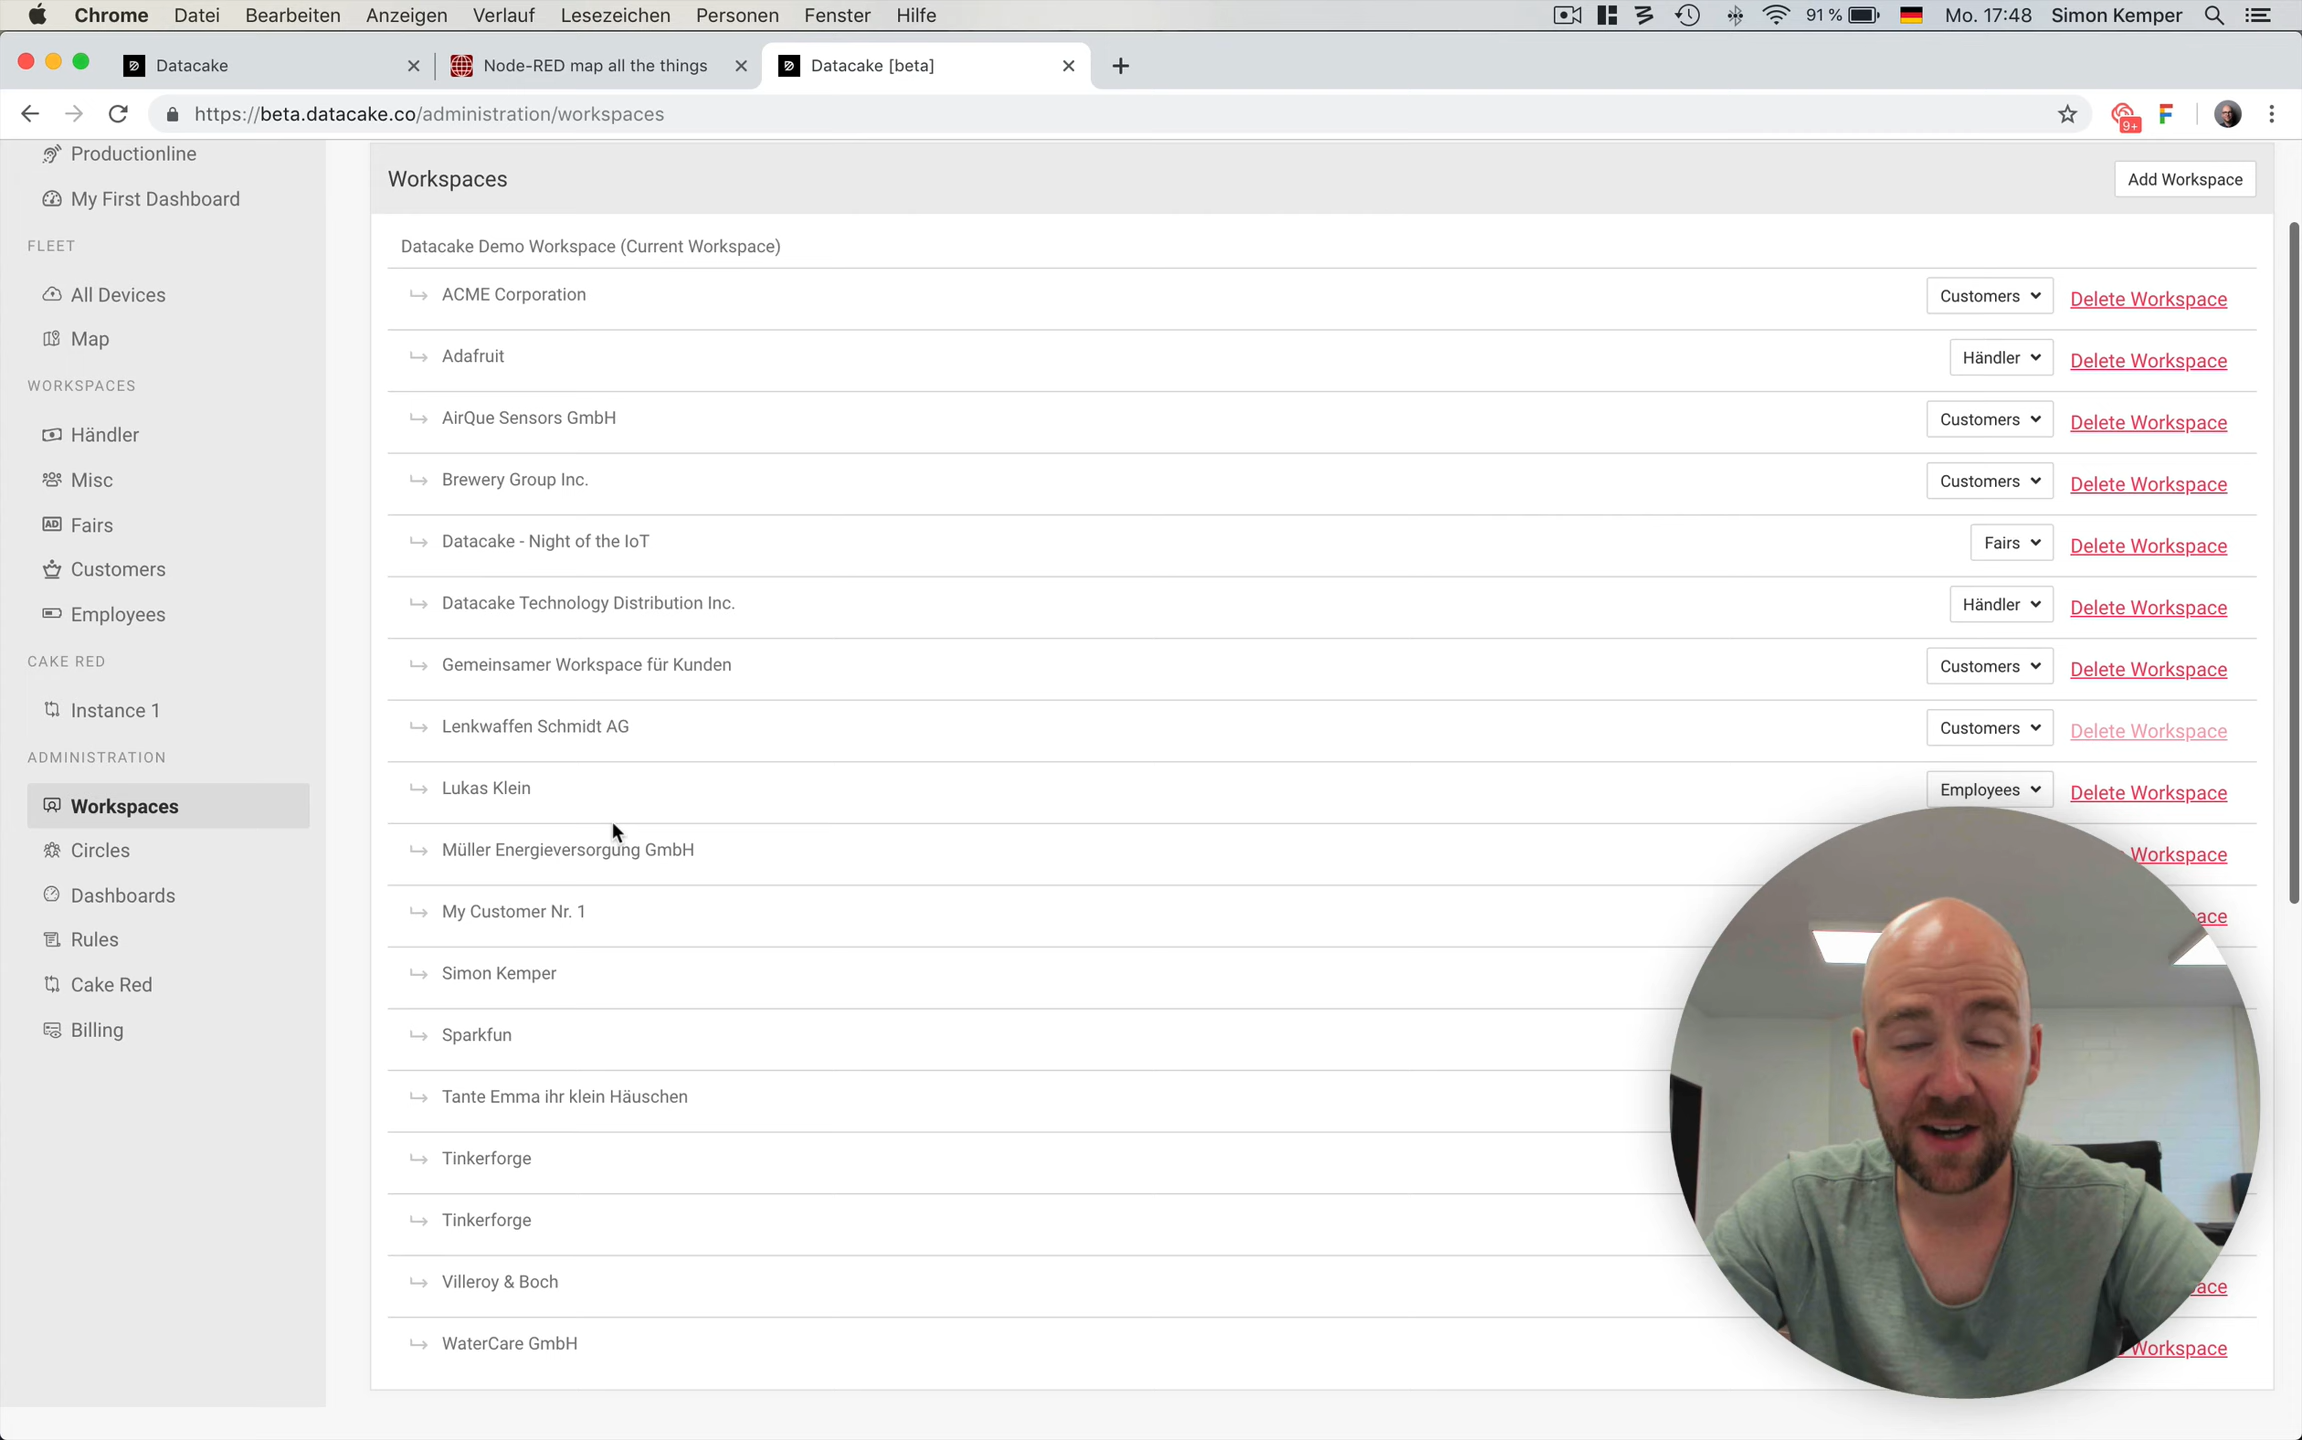 Chrome Datei Bearbeiten Anzeigen Verlauf Lesezeichen Personen Fenster Hilfe 91 % Mo. 17:48 Simon Kemper
Datacake Node-RED map all the things Datacake [beta]
https://beta.datacake.co/administration/workspaces 9+
Productionline
My First Dashboard
FLEET
All Devices
Map
WORKSPACES
Händler
Misc
AD Fairs
Customers
Employees
CAKE RED
Instance 1
ADMINISTRATION
Workspaces
Circles
Dashboards
Rules
Cake Red
Billing
Workspaces Add Workspace
Datacake Demo Workspace (Current Workspace)
ACME Corporation Customers Delete Workspace
Adafruit Händler Delete Workspace
AirQue Sensors GmbH Customers Delete Workspace
Brewery Group Inc. Customers Delete Workspace
Datacake - Night of the IoT Fairs Delete Workspace
Datacake Technology Distribution Inc. Händler Delete Workspace
Gemeinsamer Workspace für Kunden Customers Delete Workspace
Lenkwaffen Schmidt AG Customers Delete Workspace
Lukas Klein Employees Delete Workspace
Müller Energieversorgung GmbH Workspace
My Customer Nr. 1
Simon Kemper
Sparkfun
Tante Emma ihr klein Häuschen
Tinkerforge
Tinkerforge
Villeroy & Boch
WaterCare GmbH Workspace